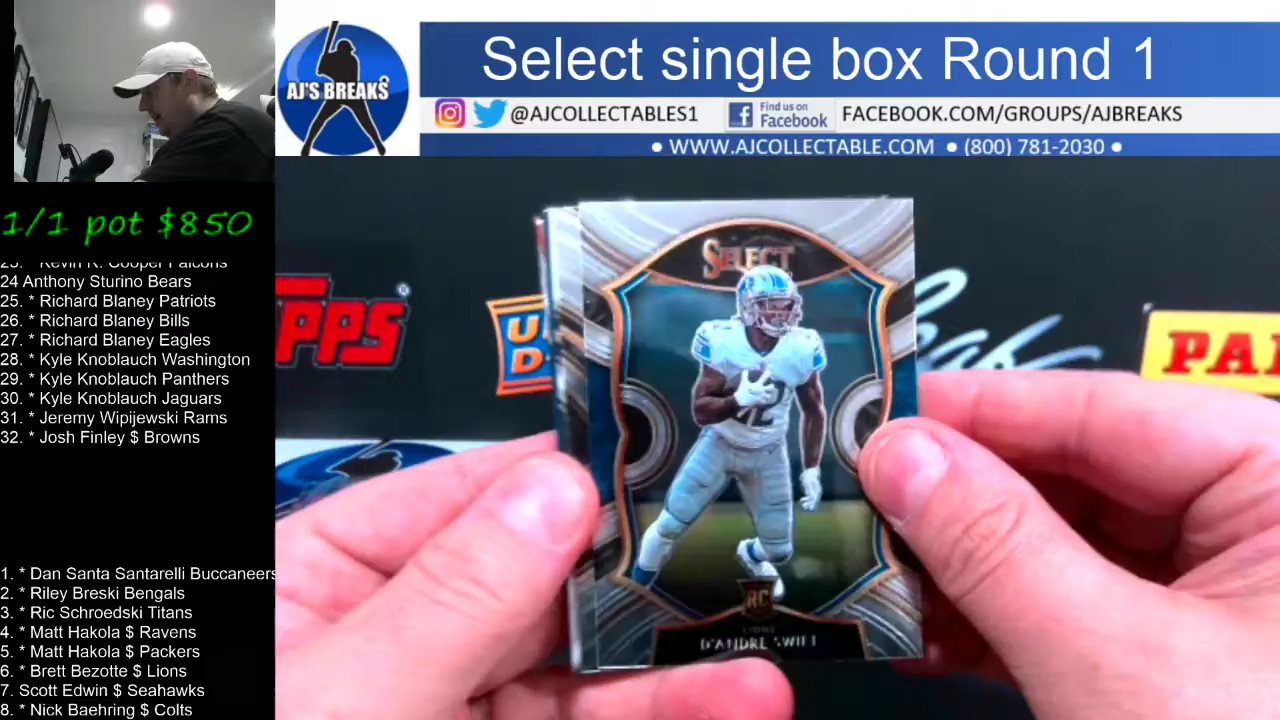 AJ'S BREAKS
Select single box Round 1
@AJCOLLECTABLES1
Find us on
Facebook
FACEBOOK.COM/GROUPS/AJBREAKS
• WWW.AJCOLLECTABLE.COM • (800) 781-2030 •
1/1 pot $850
23. * Kevin R. Cooper Falcons
24 Anthony Sturino Bears
25. * Richard Blaney Patriots
26. * Richard Blaney Bills
27. * Richard Blaney Eagles
28. * Kyle Knoblauch Washington
29. * Kyle Knoblauch Panthers
30. * Kyle Knoblauch Jaguars
31. * Jeremy Wipijewski Rams
32. * Josh Finley $ Browns
1. * Dan Santa Santarelli Buccaneers
2. * Riley Breski Bengals
3. * Ric Schroedski Titans
4. * Matt Hakola $ Ravens
5. * Matt Hakola $ Packers
6. * Brett Bezotte $ Lions
7. Scott Edwin $ Seahawks
8. * Nick Baehring $ Colts
SELECT
RC
LIONS
D'ANDRE SWIFT